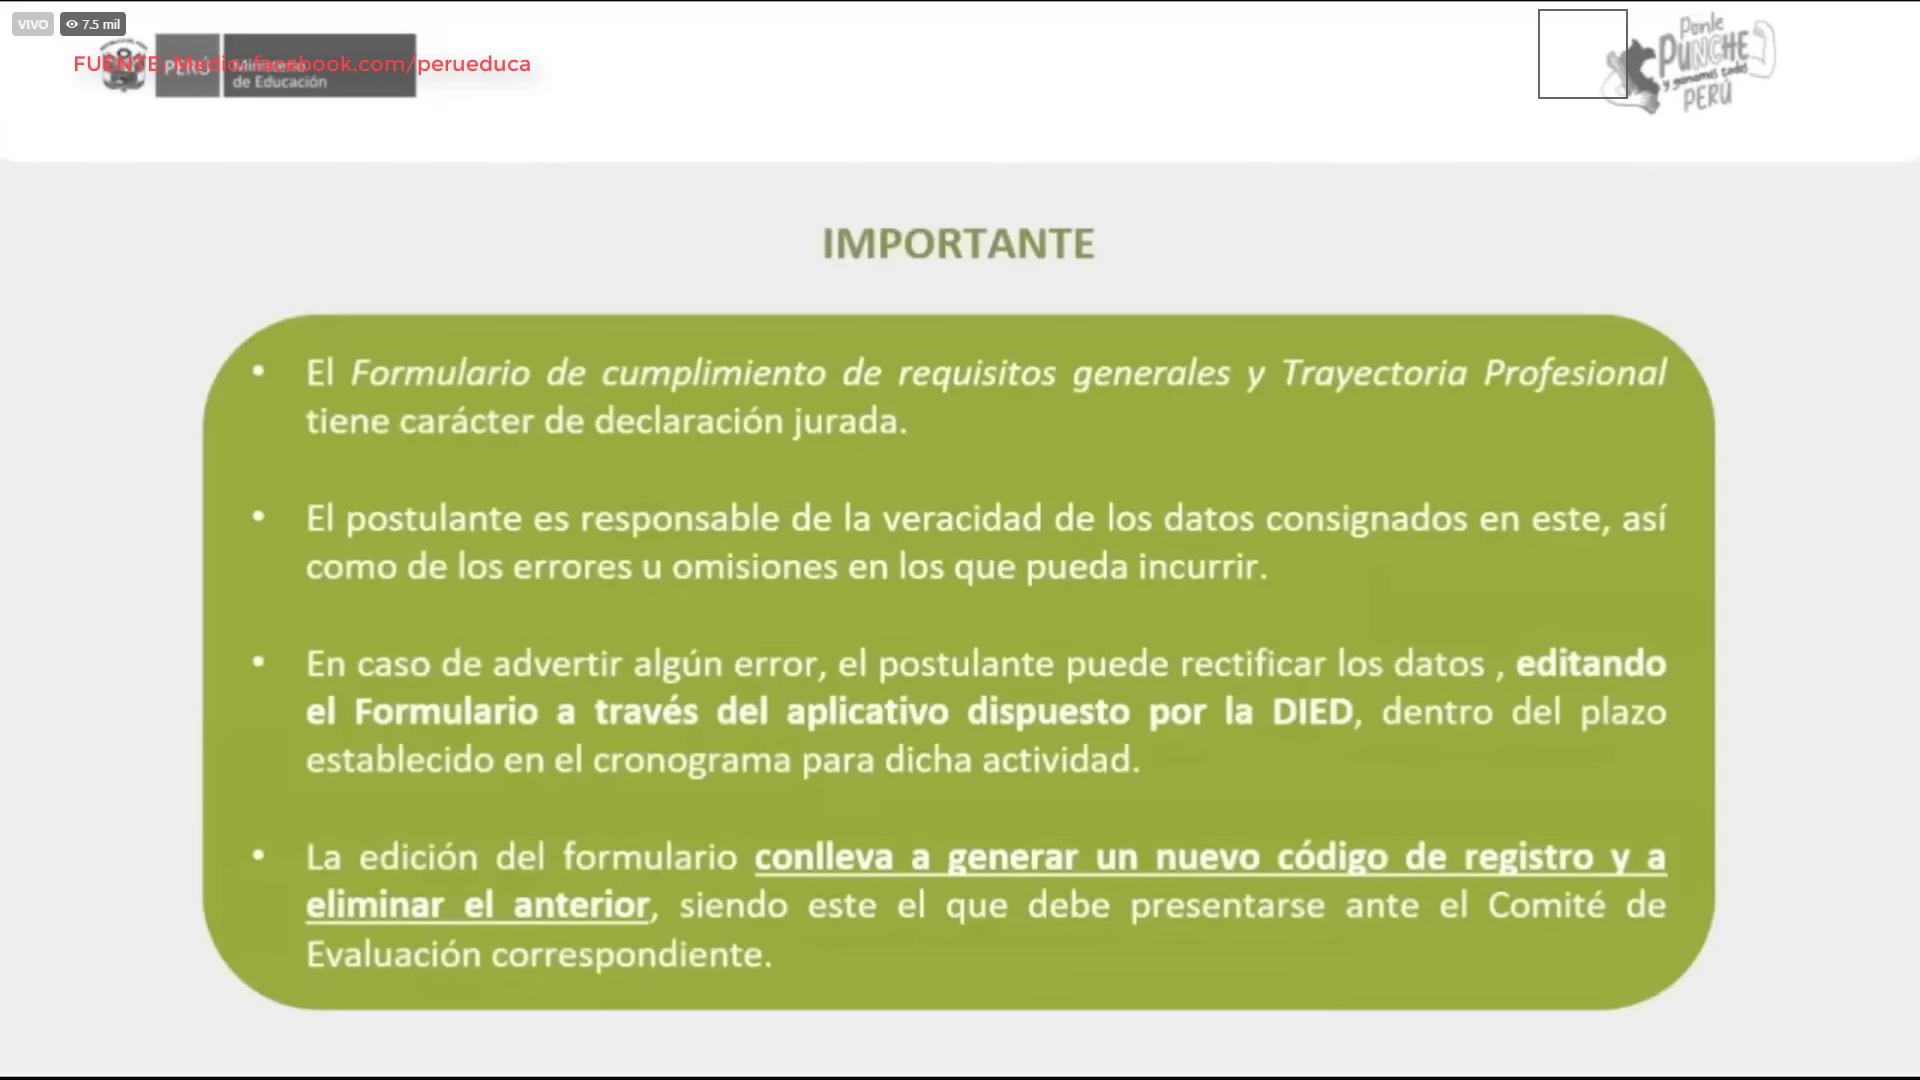 VIVO 7.5 mil
FUENTE: Medio: facebook.com/perueduca
PERÚ
Ministerio
de Educación
Ponle
PUNCHE
y ganamos todos
PERÚ
IMPORTANTE
• El Formulario de cumplimiento de requisitos generales y Trayectoria Profesional
tiene carácter de declaración jurada.
• El postulante es responsable de la veracidad de los datos consignados en este, así
como de los errores u omisiones en los que pueda incurrir.
• En caso de advertir algún error, el postulante puede rectificar los datos , editando
el Formulario a través del aplicativo dispuesto por la DIED, dentro del plazo
establecido en el cronograma para dicha actividad.
• La edición del formulario conlleva a generar un nuevo código de registro y a
eliminar el anterior, siendo este el que debe presentarse ante el Comité de
Evaluación correspondiente.